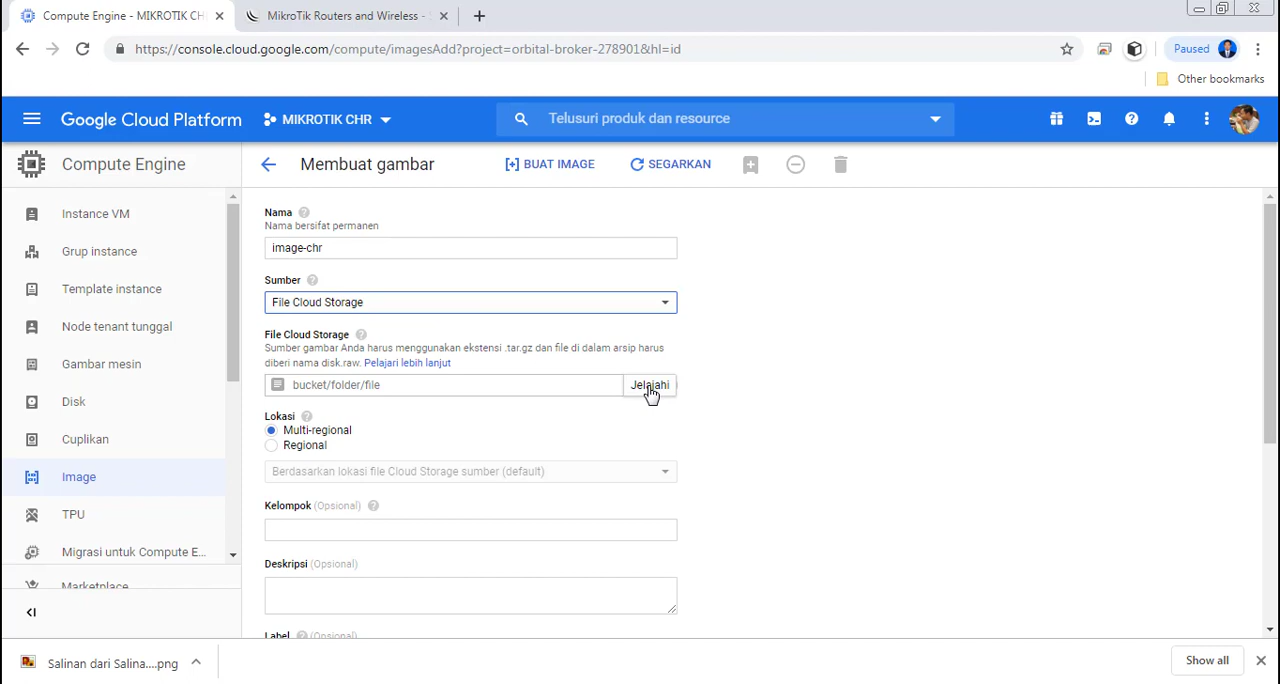 Compute Engine - MIKROTIK CH
MikroTik Routers and Wireless -
https://console.cloud.google.com/compute/imagesAdd?project=orbital-broker-278901&hl=id
Paused
Other bookmarks
Google Cloud Platform
MIKROTIK CHR
Telusuri produk dan resource
Compute Engine
Membuat gambar
BUAT IMAGE
SEGARKAN
Instance VM
Grup instance
Template instance
Node tenant tunggal
Gambar mesin
Disk
Cuplikan
Image
TPU
Migrasi untuk Compute E...
Marketplace
Nama
Nama bersifat permanen
image-chr
Sumber
File Cloud Storage
File Cloud Storage
Sumber gambar Anda harus menggunakan ekstensi .tar.gz dan file di dalam arsip harus
diberi nama disk.raw. Pelajari lebih lanjut
bucket/folder/file
Jelajahi
Lokasi
Multi-regional
Regional
Berdasarkan lokasi file Cloud Storage sumber (default)
Kelompok (Opsional)
Deskripsi (Opsional)
Label (Opsional)
Salinan dari Salina....png
Show all